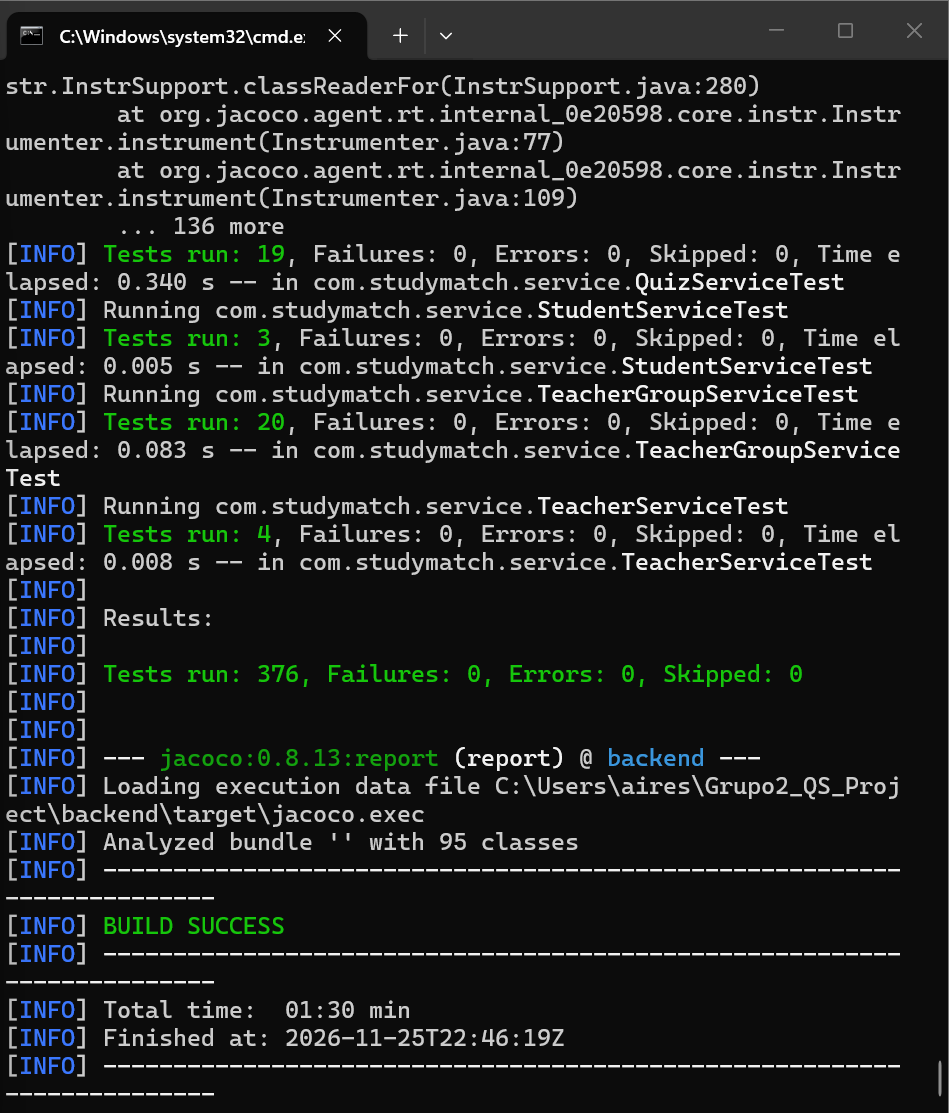 C:\Windows\system32\cmd.e:
str.InstrSupport.classReaderFor(InstrSupport.java:280)
        at org.jacoco.agent.rt.internal_0e20598.core.instr.Instr
umenter.instrument(Instrumenter.java:77)
        at org.jacoco.agent.rt.internal_0e20598.core.instr.Instr
umenter.instrument(Instrumenter.java:109)
        ... 136 more
[INFO] Tests run: 19, Failures: 0, Errors: 0, Skipped: 0, Time e
lapsed: 0.340 s -- in com.studymatch.service.QuizServiceTest
[INFO] Running com.studymatch.service.StudentServiceTest
[INFO] Tests run: 3, Failures: 0, Errors: 0, Skipped: 0, Time el
apsed: 0.005 s -- in com.studymatch.service.StudentServiceTest
[INFO] Running com.studymatch.service.TeacherGroupServiceTest
[INFO] Tests run: 20, Failures: 0, Errors: 0, Skipped: 0, Time e
lapsed: 0.083 s -- in com.studymatch.service.TeacherGroupService
Test
[INFO] Running com.studymatch.service.TeacherServiceTest
[INFO] Tests run: 4, Failures: 0, Errors: 0, Skipped: 0, Time el
apsed: 0.008 s -- in com.studymatch.service.TeacherServiceTest
[INFO]
[INFO] Results:
[INFO]
[INFO] Tests run: 376, Failures: 0, Errors: 0, Skipped: 0
[INFO]
[INFO]
[INFO] --- jacoco:0.8.13:report (report) @ backend ---
[INFO] Loading execution data file C:\Users\aires\Grupo2_QS_Proj
ect\backend\target\jacoco.exec
[INFO] Analyzed bundle '' with 95 classes
[INFO] ---------------------------------------------------------
---------------
[INFO] BUILD SUCCESS
[INFO] ---------------------------------------------------------
---------------
[INFO] Total time:  01:30 min
[INFO] Finished at: 2026-11-25T22:46:19Z
[INFO] ---------------------------------------------------------
---------------